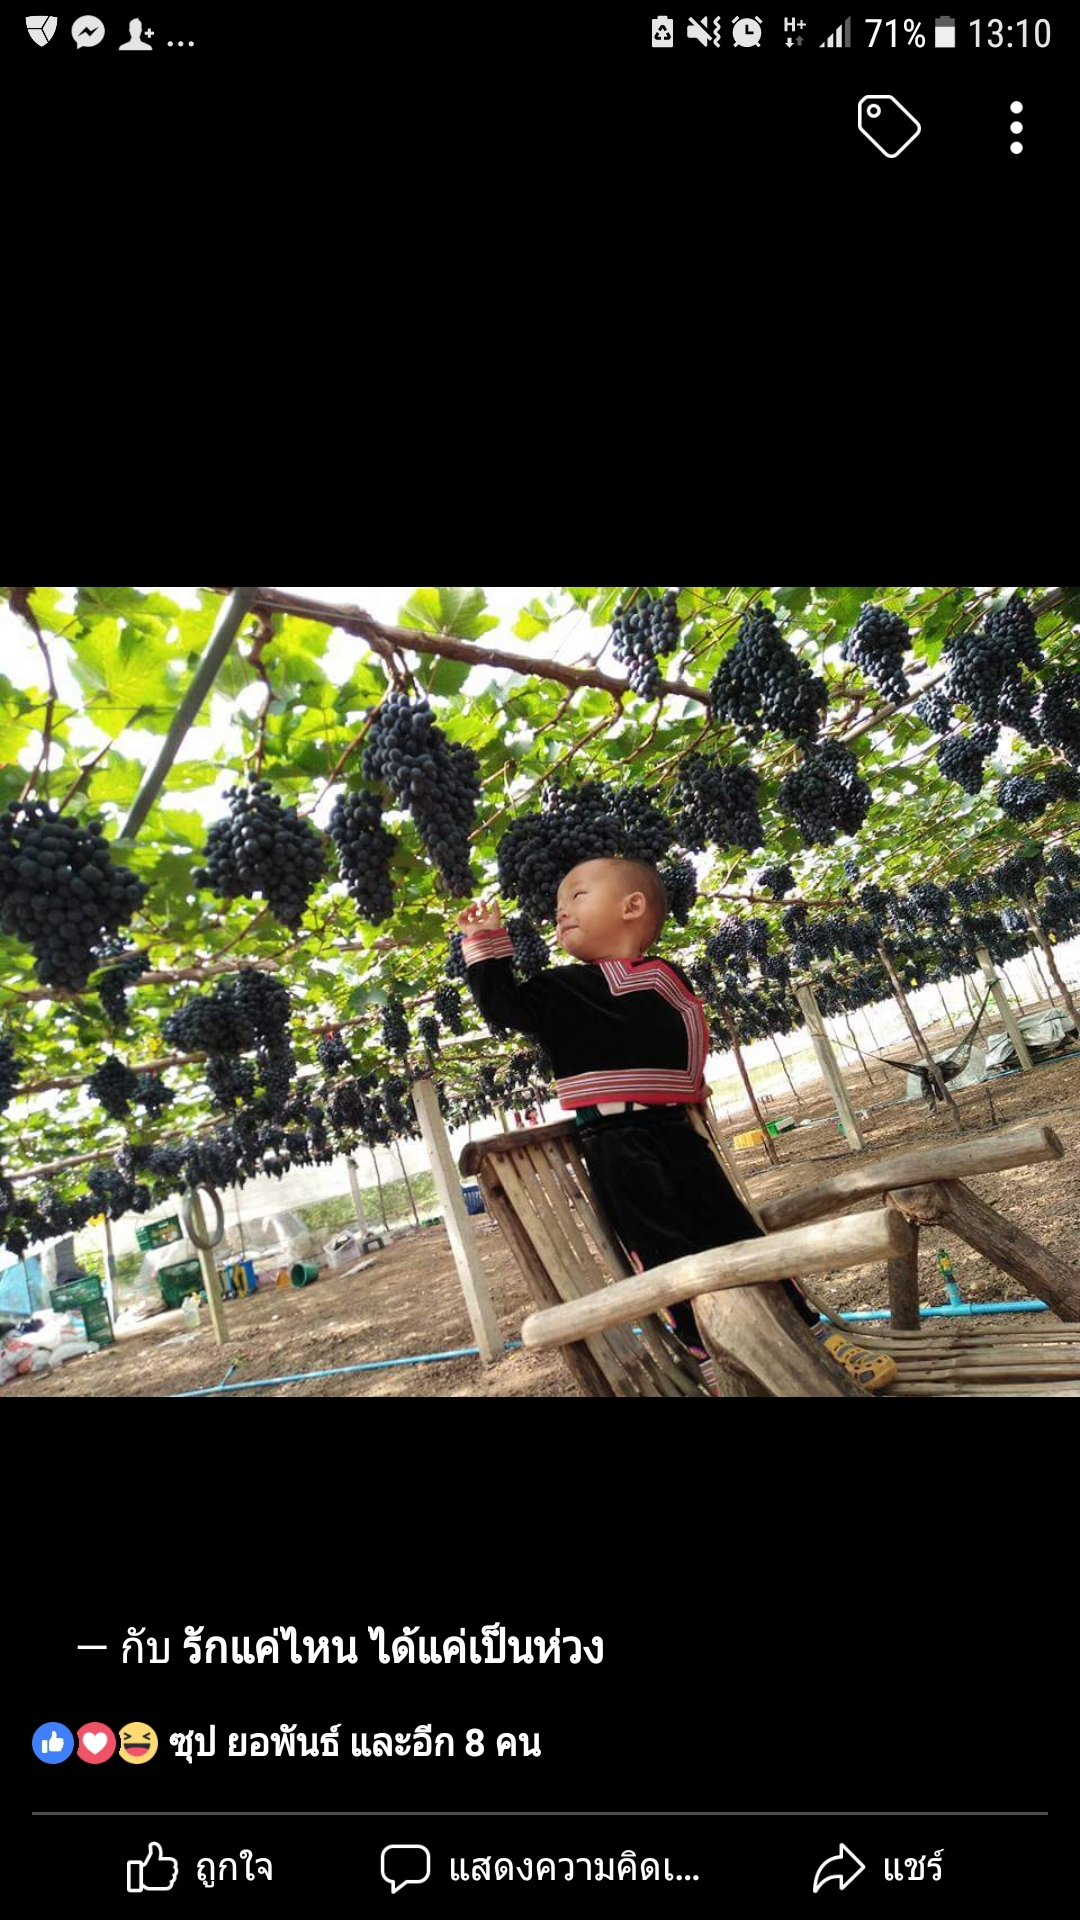 ... H+ 71% 13:10
— กับ รักแค่ไหน ได้แค่เป็นห่วง
ซุป ยอพันธ์ และอีก 8 คน
ถูกใจ แสดงความคิดเ... แชร์